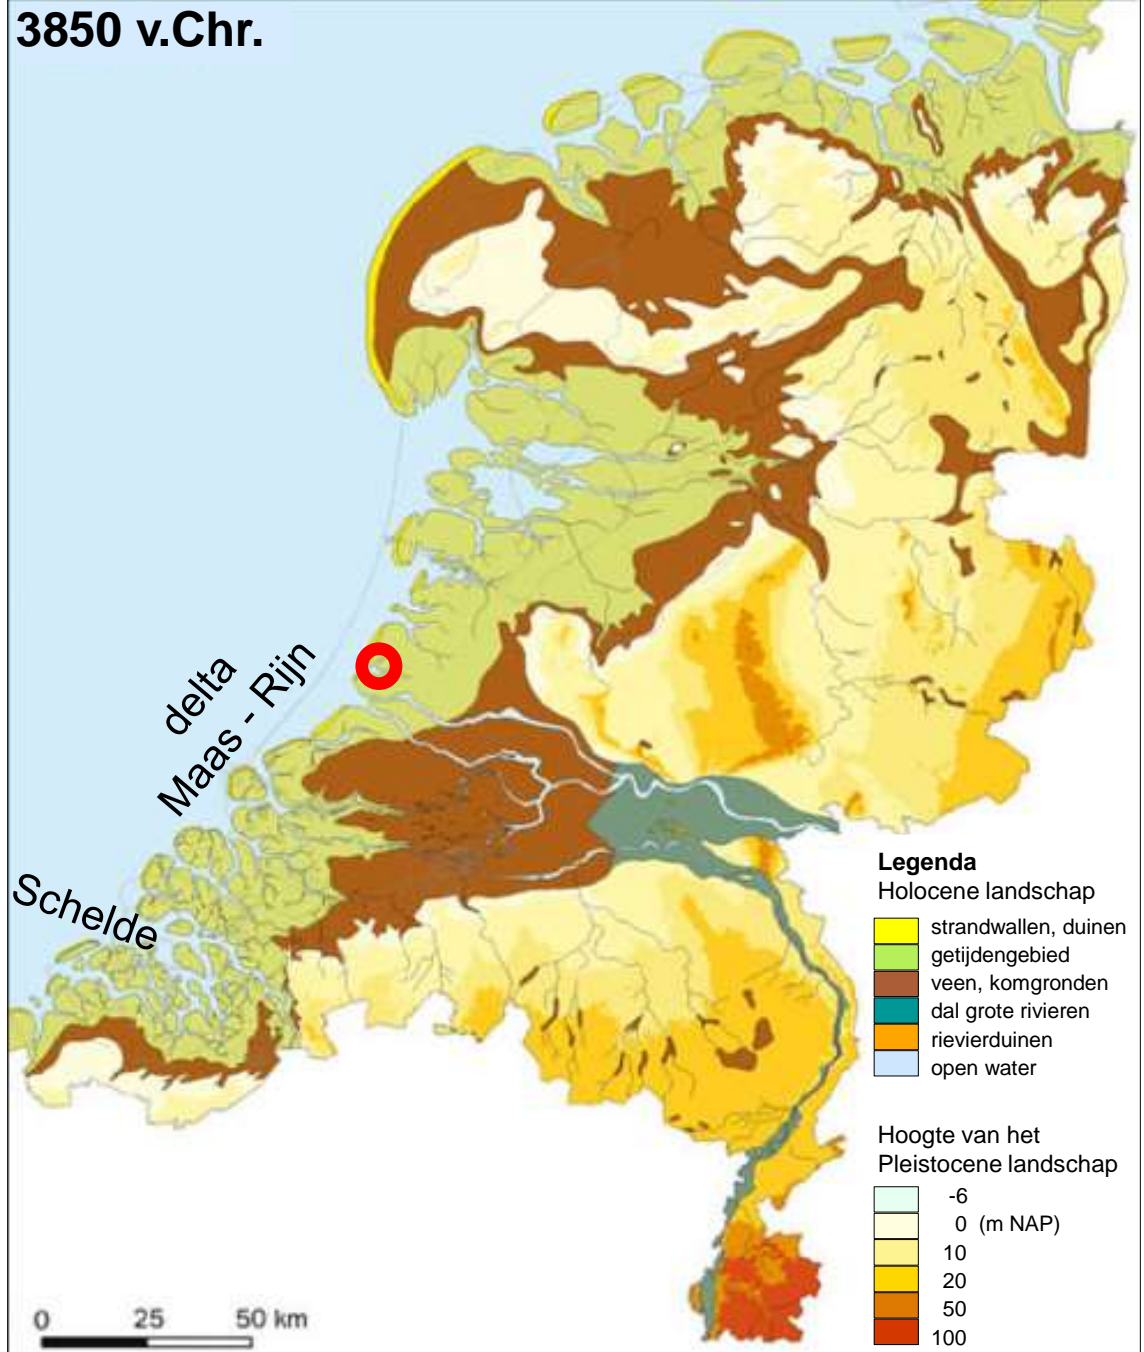 3850 v.Chr.
delta
Maas - Rijn
Schelde
Legenda
Holocene landschap
strandwallen, duinen
getijdengebied
veen, komgronden
dal grote rivieren
rievierduinen
open water
Hoogte van het
Pleistocene landschap
-6
0 (m NAP)
10
20
50
100
0 25 50 km